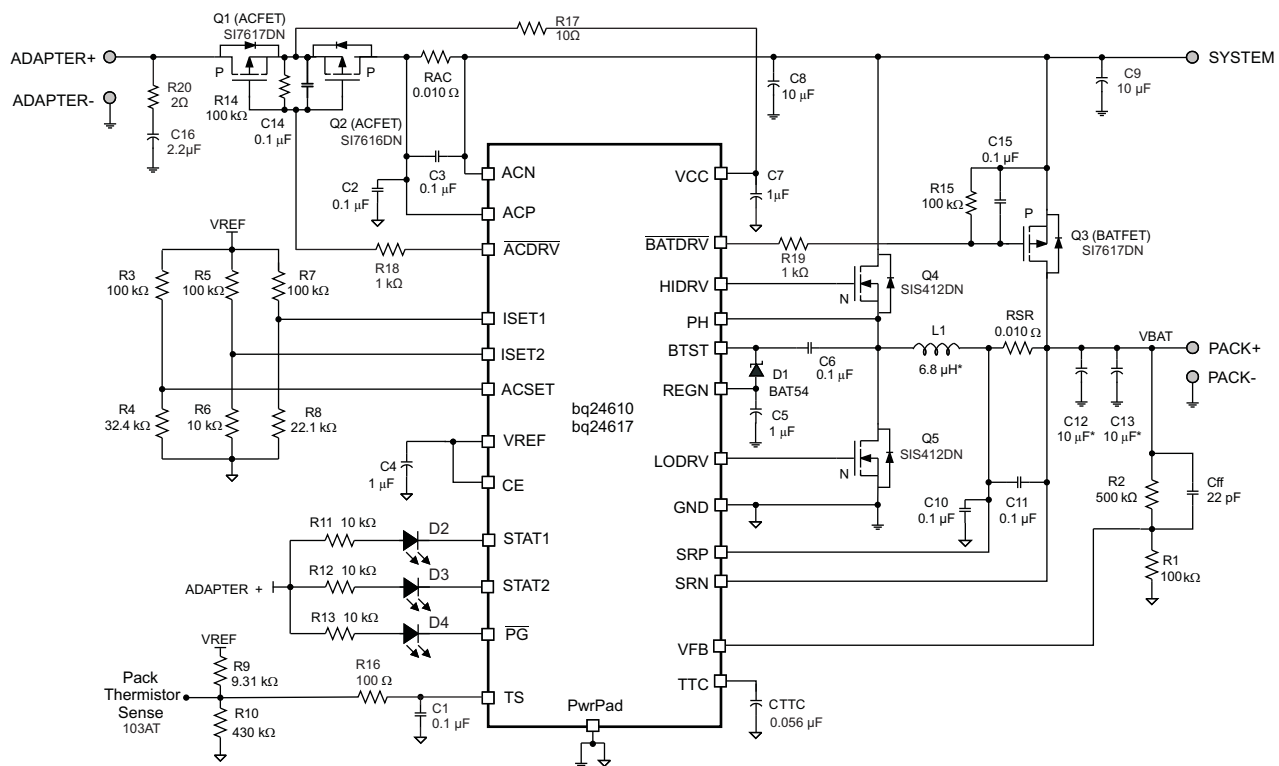 Q1 (ACFET)
SI7617DN
R17
10Ω
ADAPTER+
P
P
RAC
0.010 Ω
SYSTEM
R20
2Ω
C8
10 µF
C9
10 µF
ADAPTER-
R14
100 kΩ
C14
0.1 µF
Q2 (ACFET)
SI7616DN
C16
2.2µF
C15
0.1 µF
C3
0.1 µF
C2
0.1 µF
ACN
VCC
C7
1µF
R15
100 kΩ
P
ACP
VREF
ACDRV
BATDRV
Q3 (BATFET)
SI7617DN
R18
1 kΩ
R19
1 kΩ
R3
100 kΩ
R5
100 kΩ
R7
100 kΩ
HIDRV
N
Q4
SIS412DN
ISET1
PH
RSR
0.010 Ω
ISET2
BTST
L1
6.8 µH*
VBAT
PACK+
C6
0.1 µF
D1
BAT54
ACSET
REGN
PACK-
R4
32.4 kΩ
R6
10 kΩ
R8
22.1 kΩ
bq24610
bq24617
C5
1 µF
C12
10 µF*
C13
10 µF*
VREF
Q5
SIS412DN
C4
1 µF
LODRV
N
CE
GND
R2
500 kΩ
Cff
22 pF
C10
0.1 µF
C11
0.1 µF
R11 10 kΩ
D2
STAT1
SRP
R12 10 kΩ
D3
ADAPTER +
STAT2
SRN
R1
100kΩ
R13 10 kΩ
D4
PG
VREF
VFB
R9
9.31 kΩ
Pack
Thermistor
Sense
103AT
R16
100 Ω
TS
TTC
R10
430 kΩ
C1
0.1 µF
PwrPad
CTTC
0.056 µF